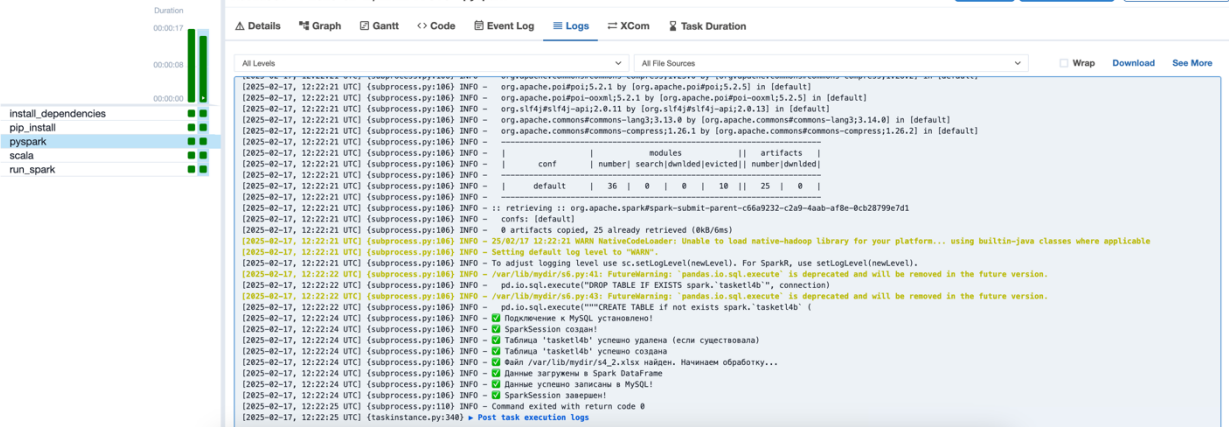 Duration
00:00:17
00:00:08
00:00:00
install_dependencies
pip_install
pyspark
scala
run_spark
Details Graph Gantt Code Event Log Logs XCom Task Duration
All Levels All File Sources Wrap Download See More
[2025-02-17, 12:22:21 UTC] {subprocess.py:106} INFO - org.apache.poi#poi;5.2.1 by [org.apache.poi#poi;5.2.5] in [default]
[2025-02-17, 12:22:21 UTC] {subprocess.py:106} INFO - org.apache.poi#poi-ooxml;5.2.1 by [org.apache.poi#poi-ooxml;5.2.5] in [default]
[2025-02-17, 12:22:21 UTC] {subprocess.py:106} INFO - org.slf4j#slf4j-api;2.0.11 by [org.slf4j#slf4j-api;2.0.13] in [default]
[2025-02-17, 12:22:21 UTC] {subprocess.py:106} INFO - org.apache.commons#commons-lang3;3.13.0 by [org.apache.commons#commons-lang3;3.14.0] in [default]
[2025-02-17, 12:22:21 UTC] {subprocess.py:106} INFO - org.apache.commons#commons-compress;1.26.1 by [org.apache.commons#commons-compress;1.26.2] in [default]
[2025-02-17, 12:22:21 UTC] {subprocess.py:106} INFO - ---------------------------------------------------------------------
[2025-02-17, 12:22:21 UTC] {subprocess.py:106} INFO - | | modules || artifacts |
[2025-02-17, 12:22:21 UTC] {subprocess.py:106} INFO - | conf | number| search|dwnlded|evicted|| number|dwnlded|
[2025-02-17, 12:22:21 UTC] {subprocess.py:106} INFO - ---------------------------------------------------------------------
[2025-02-17, 12:22:21 UTC] {subprocess.py:106} INFO - | default | 36 | 0 | 0 | 10 || 25 | 0 |
[2025-02-17, 12:22:21 UTC] {subprocess.py:106} INFO - ---------------------------------------------------------------------
[2025-02-17, 12:22:21 UTC] {subprocess.py:106} INFO - :: retrieving :: org.apache.spark#spark-submit-parent-c66a9232-c2a9-4aab-af8e-0cb28799e7d1
[2025-02-17, 12:22:21 UTC] {subprocess.py:106} INFO - confs: [default]
[2025-02-17, 12:22:21 UTC] {subprocess.py:106} INFO - 0 artifacts copied, 25 already retrieved (0kB/6ms)
[2025-02-17, 12:22:21 UTC] {subprocess.py:106} INFO - 25/02/17 12:22:21 WARN NativeCodeLoader: Unable to load native-hadoop library for your platform... using builtin-java classes where applicable
[2025-02-17, 12:22:21 UTC] {subprocess.py:106} INFO - Setting default log level to "WARN".
[2025-02-17, 12:22:21 UTC] {subprocess.py:106} INFO - To adjust logging level use sc.setLogLevel(newLevel). For SparkR, use setLogLevel(newLevel).
[2025-02-17, 12:22:22 UTC] {subprocess.py:106} INFO - /var/lib/mydir/s6.py:41: FutureWarning: `pandas.io.sql.execute` is deprecated and will be removed in the future version.
[2025-02-17, 12:22:22 UTC] {subprocess.py:106} INFO - pd.io.sql.execute("DROP TABLE IF EXISTS spark.`tasketl4b`", connection)
[2025-02-17, 12:22:22 UTC] {subprocess.py:106} INFO - /var/lib/mydir/s6.py:43: FutureWarning: `pandas.io.sql.execute` is deprecated and will be removed in the future version.
[2025-02-17, 12:22:22 UTC] {subprocess.py:106} INFO - pd.io.sql.execute("""CREATE TABLE if not exists spark.`tasketl4b` (
[2025-02-17, 12:22:24 UTC] {subprocess.py:106} INFO - ✅ Подключение к MySQL установлено!
[2025-02-17, 12:22:24 UTC] {subprocess.py:106} INFO - ✅ SparkSession создан!
[2025-02-17, 12:22:24 UTC] {subprocess.py:106} INFO - ✅ Таблица 'tasketl4b' успешно удалена (если существовала)
[2025-02-17, 12:22:24 UTC] {subprocess.py:106} INFO - ✅ Таблица 'tasketl4b' успешно создана
[2025-02-17, 12:22:24 UTC] {subprocess.py:106} INFO - ✅ Файл /var/lib/mydir/s4_2.xlsx найден. Начинаем обработку...
[2025-02-17, 12:22:24 UTC] {subprocess.py:106} INFO - ✅ Данные загружены в Spark DataFrame
[2025-02-17, 12:22:24 UTC] {subprocess.py:106} INFO - ✅ Данные успешно записаны в MySQL!
[2025-02-17, 12:22:24 UTC] {subprocess.py:106} INFO - ✅ SparkSession завершен!
[2025-02-17, 12:22:25 UTC] {subprocess.py:110} INFO - Command exited with return code 0
[2025-02-17, 12:22:25 UTC] {taskinstance.py:340} ▶ Post task execution logs